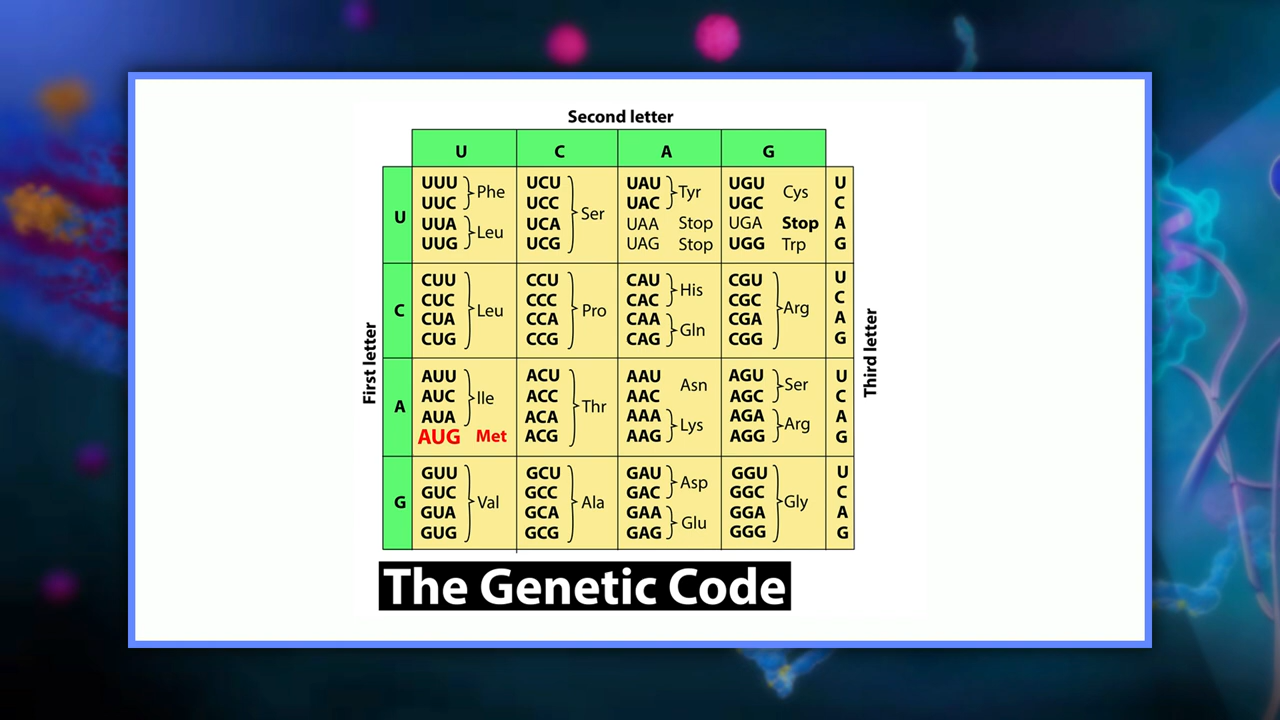 Second letter
U C A G
U
UUU Phe UCU Ser UAU Tyr UGU Cys U
UUC UCC UAC UGC C
UUA Leu UCA UAA Stop UGA Stop A
UUG UCG UAG Stop UGG Trp G
C
CUU Leu CCU Pro CAU His CGU Arg U
CUC CCC CAC CGC C
CUA CCA CAA Gln CGA A
CUG CCG CAG CGG G
A
AUU Ile ACU Thr AAU Asn AGU Ser U
AUC ACC AAC AGC C
AUA ACA AAA Lys AGA Arg A
AUG Met ACG AAG AGG G
G
GUU Val GCU Ala GAU Asp GGU Gly U
GUC GCC GAC GGC C
GUA GCA GAA Glu GGA A
GUG GCG GAG GGG G
First letter
Third letter
The Genetic Code